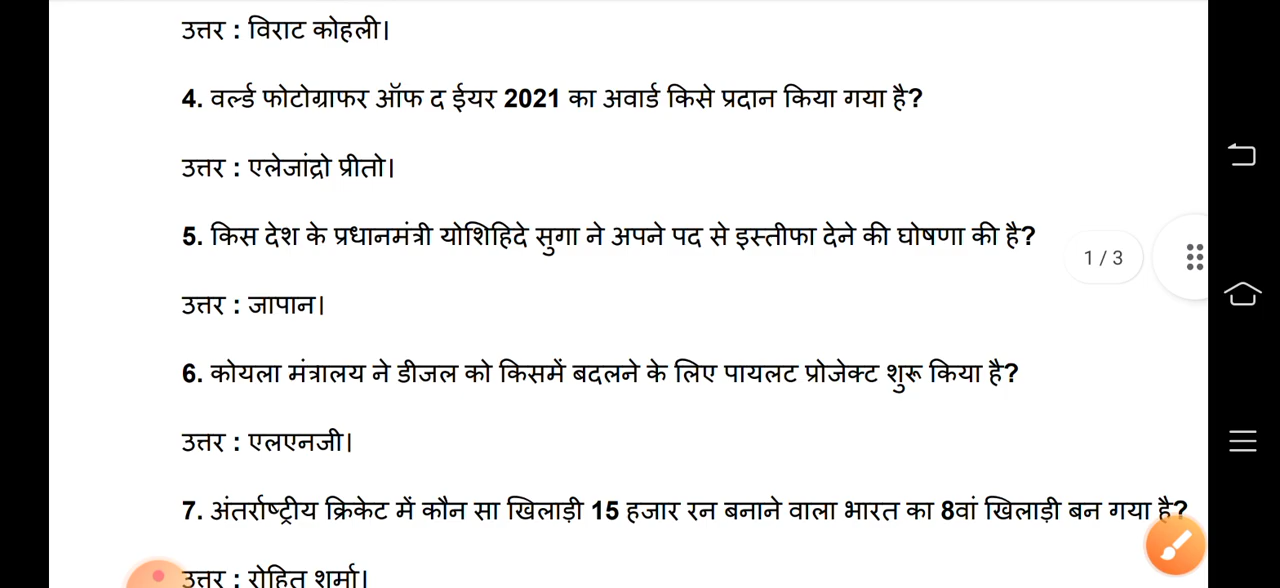 उत्तर : विराट कोहली।
4. वर्ल्ड फोटोग्राफर ऑफ द ईयर 2021 का अवार्ड किसे प्रदान किया गया है?
उत्तर : एलेजांद्रो प्रीतो।
5. किस देश के प्रधानमंत्री योशिहिदे सुगा ने अपने पद से इस्तीफा देने की घोषणा की है?
1 / 3
उत्तर : जापान।
6. कोयला मंत्रालय ने डीजल को किसमें बदलने के लिए पायलट प्रोजेक्ट शुरू किया है?
उत्तर : एलएनजी।
7. अंतर्राष्ट्रीय क्रिकेट में कौन सा खिलाड़ी 15 हजार रन बनाने वाला भारत का 8वां खिलाड़ी बन गया है?
उत्तर : रोहित शर्मा।